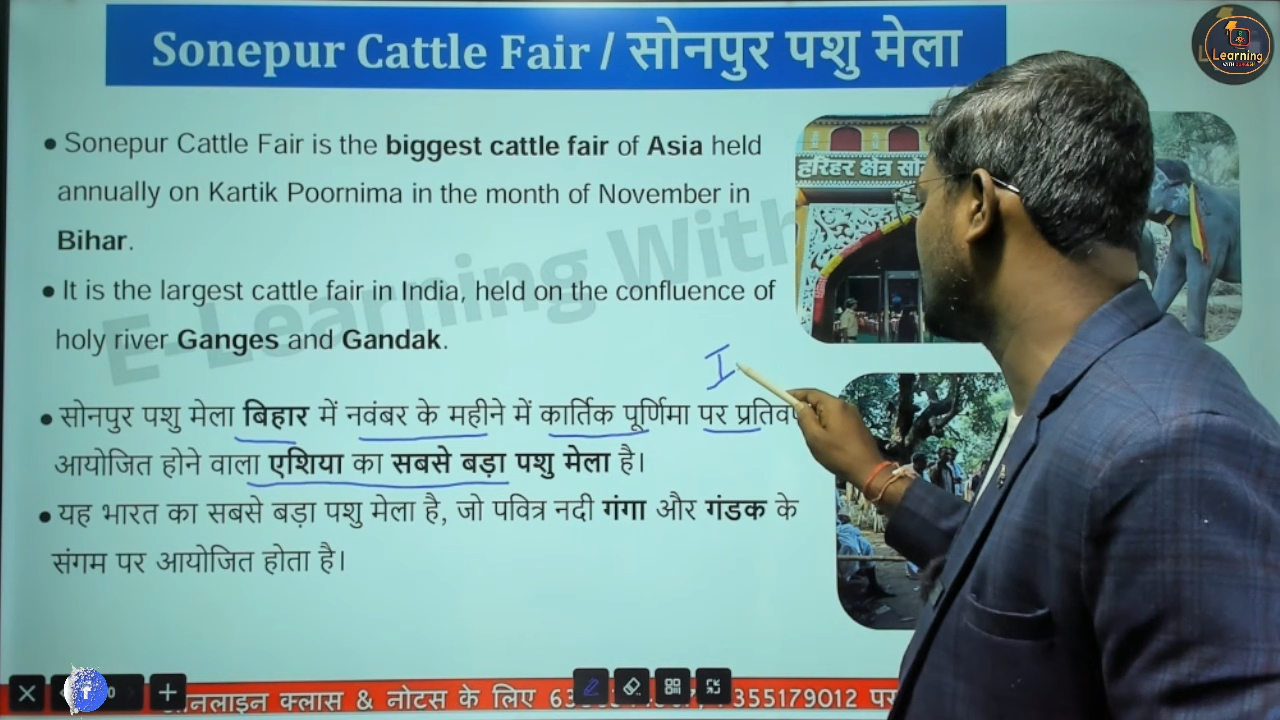 Sonepur Cattle Fair / सोनपुर पशु मेला
Learning
• Sonepur Cattle Fair is the biggest cattle fair of Asia held
annually on Kartik Poornima in the month of November in
Bihar.
• It is the largest cattle fair in India, held on the confluence of
holy river Ganges and Gandak.
I
• सोनपुर पशु मेला बिहार में नवंबर के महीने में कार्तिक पूर्णिमा पर
आयोजित होने वाला एशिया का सबसे बड़ा पशु मेला है।
• यह भारत का सबसे बड़ा पशु मेला है, जो पवित्र नदी गंगा और गंडक के
संगम पर आयोजित होता है।
E-Learning With
हरिहर क्षेत्र
क्लास & नोटस के लिए 355179012 पर